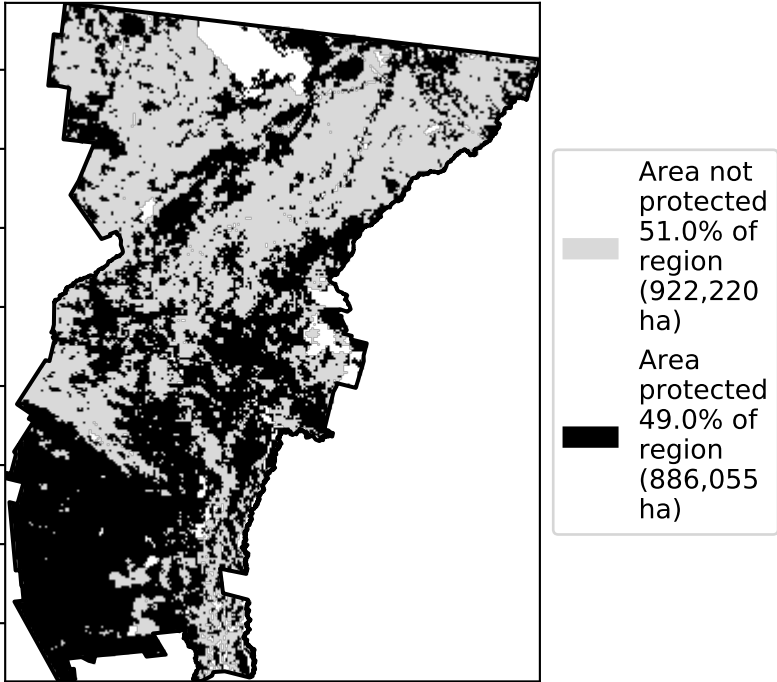 Area not
protected
51.0% of
region
(922,220
ha)
Area
protected
49.0% of
region
(886,055
ha)